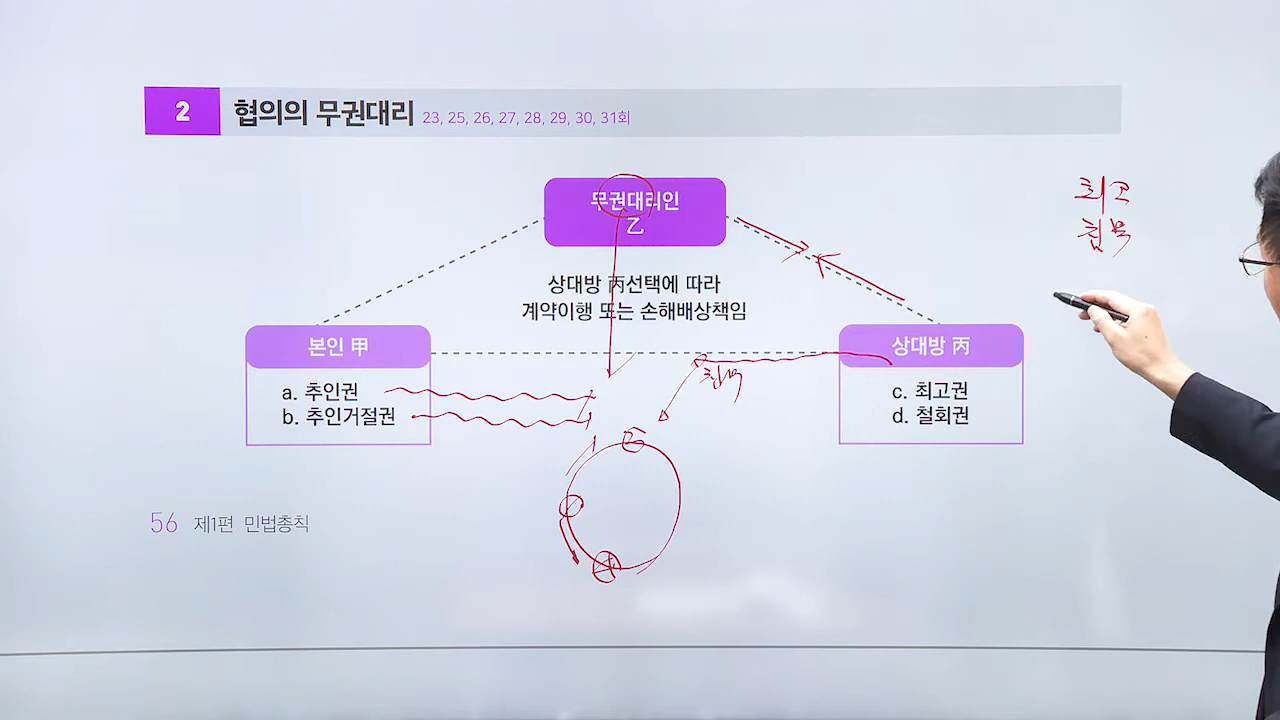 2 협의의 무권대리 23, 25, 26, 27, 28, 29, 30, 31회
무권대리인
乙
최고
상대방 丙선택에 따라
계약이행 또는 손해배상책임
본인 甲
a. 추인권
b. 추인거절권
상대방 丙
c. 최고권
d. 철회권
56 제1편 민법총칙